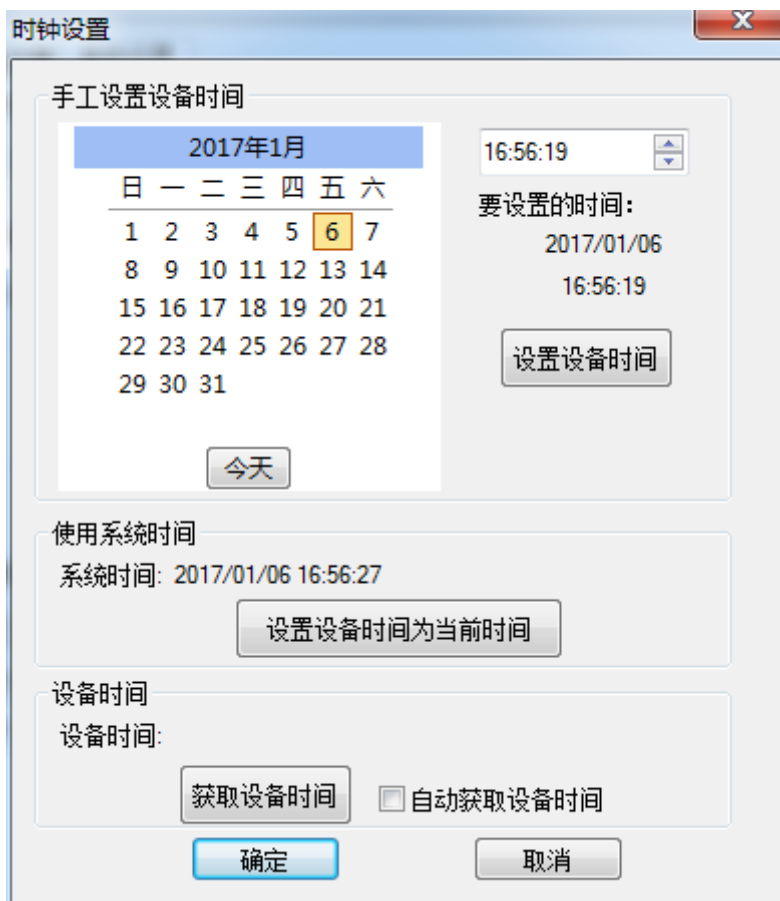 时钟设置
手工设置设备时间
2017年1月
日 一 二 三 四 五 六
1 2 3 4 5 6 7
8 9 10 11 12 13 14
15 16 17 18 19 20 21
22 23 24 25 26 27 28
29 30 31
今天
16:56:19
要设置的时间:
2017/01/06
16:56:19
设置设备时间
使用系统时间
系统时间: 2017/01/06 16:56:27
设置设备时间为当前时间
设备时间
设备时间:
获取设备时间 自动获取设备时间
确定 取消